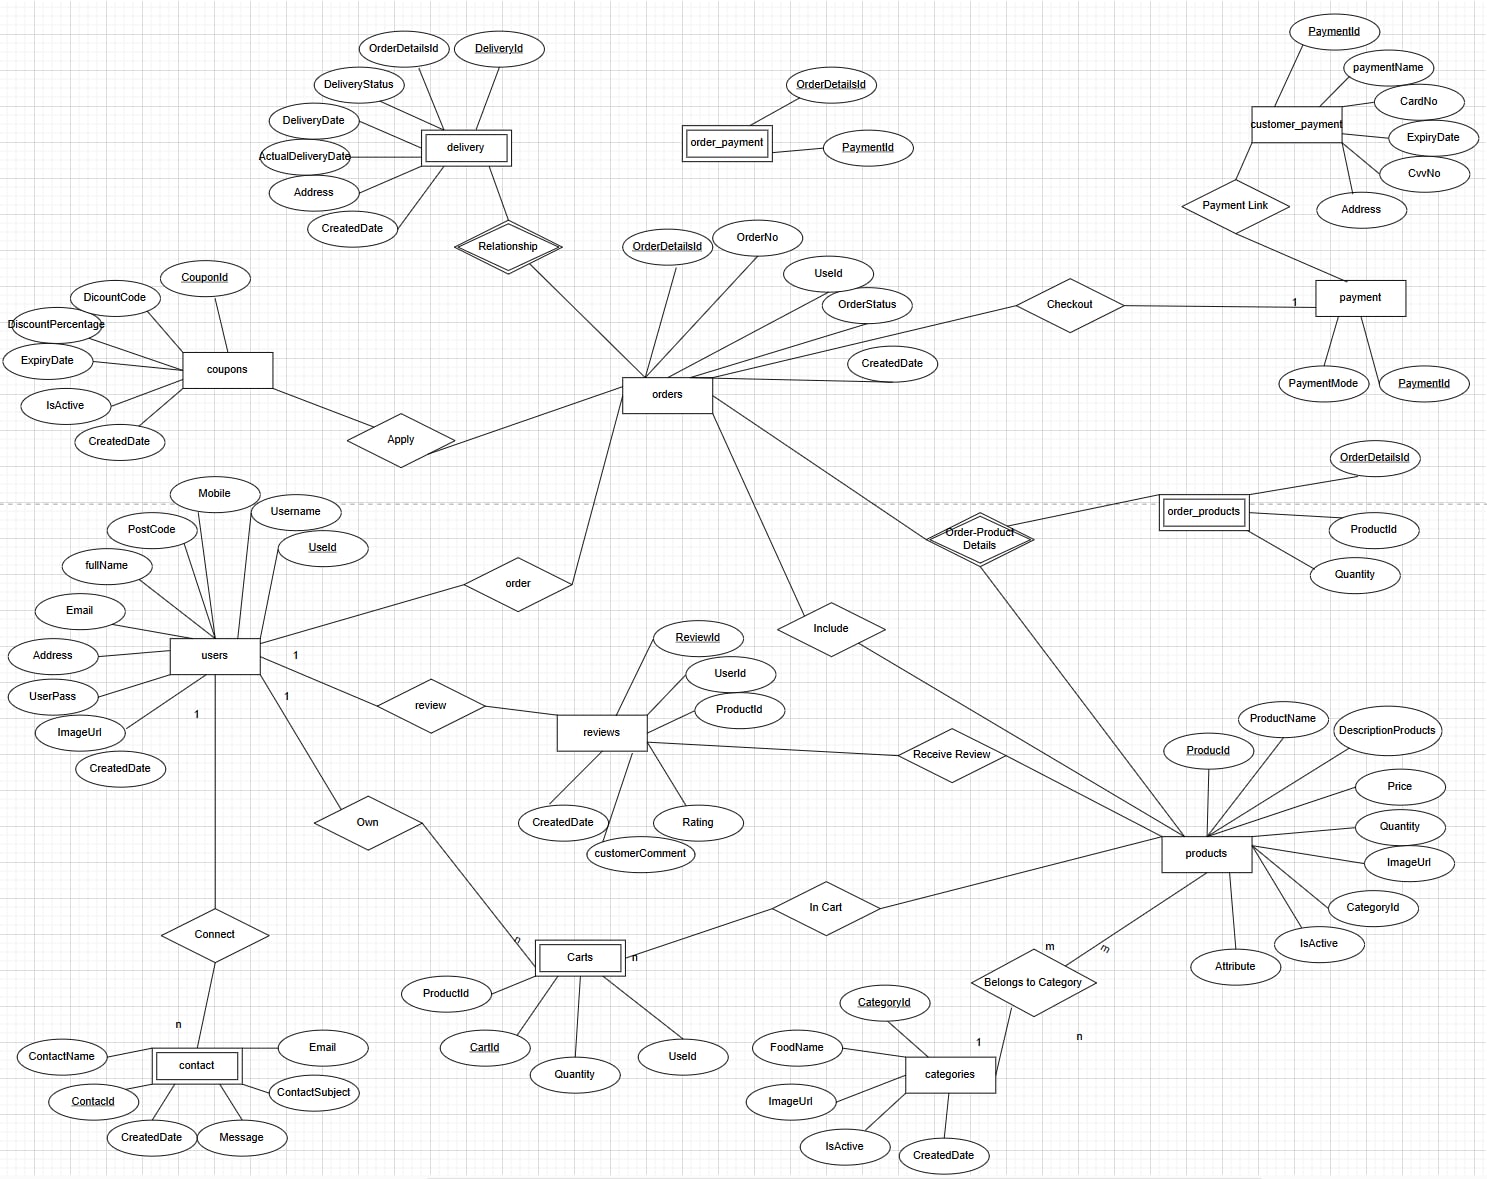 OrderDetailsId
DeliveryId
DeliveryStatus
DeliveryDate
ActualDeliveryDate
Address
CreatedDate
delivery
Relationship
OrderDetailsId
order_payment
PaymentId
PaymentId
paymentName
CardNo
customer_payment
ExpiryDate
CvvNo
Address
Payment Link
OrderDetailsId
OrderNo
UseId
OrderStatus
CreatedDate
Checkout
1
payment
PaymentMode
PaymentId
CouponId
DicountCode
DiscountPercentage
ExpiryDate
IsActive
CreatedDate
coupons
Apply
orders
OrderDetailsId
order_products
ProductId
Quantity
Order-Product
Details
Mobile
Username
PostCode
UseId
fullName
Email
Address
UserPass
ImageUrl
CreatedDate
users
1
1
1
order
Include
review
ReviewId
UserId
ProductId
reviews
CreatedDate
Rating
customerComment
Receive Review
ProducId
ProductName
DescriptionProducts
Price
Quantity
ImageUrl
CategoryId
IsActive
Attribute
products
Own
In Cart
Connect
n
Carts
n
ProductId
CartId
Quantity
UseId
m
m
Belongs to Category
n
1
CategoryId
FoodName
categories
ImageUrl
IsActive
CreatedDate
n
ContactName
contact
Email
ContacId
ContactSubject
CreatedDate
Message